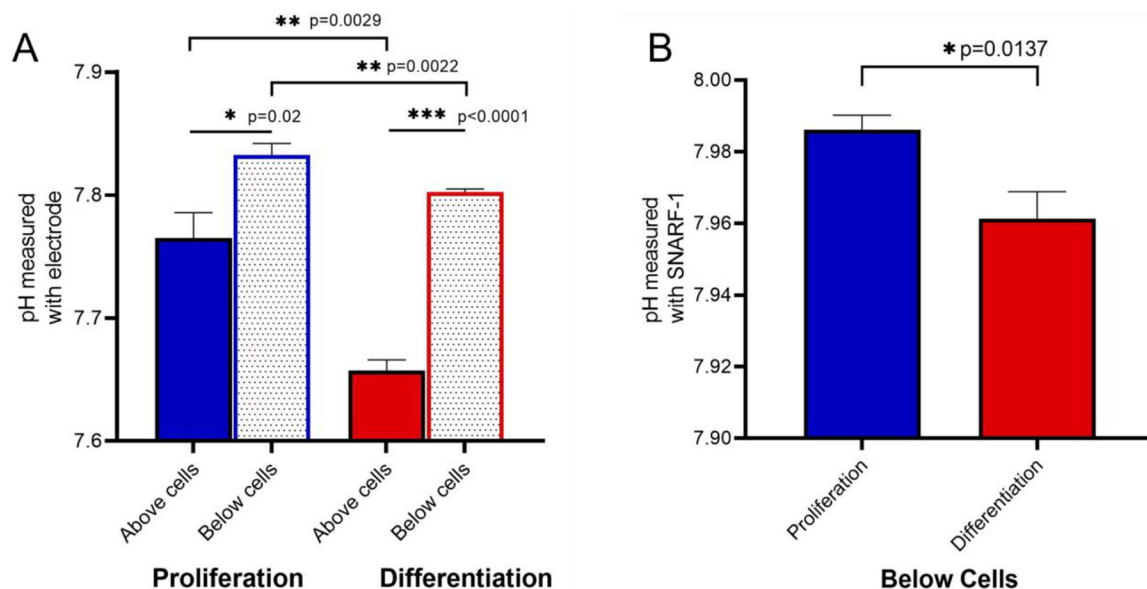 A
** p=0.0029
** p=0.0022
* p=0.02
*** p<0.0001
pH measured
with electrode
7.9
7.8
7.7
7.6
Above cells
Below cells
Above cells
Below cells
Proliferation
Differentiation
B
* p=0.0137
pH measured
with SNARF-1
8.00
7.98
7.96
7.94
7.92
7.90
Proliferation
Differentiation
Below Cells